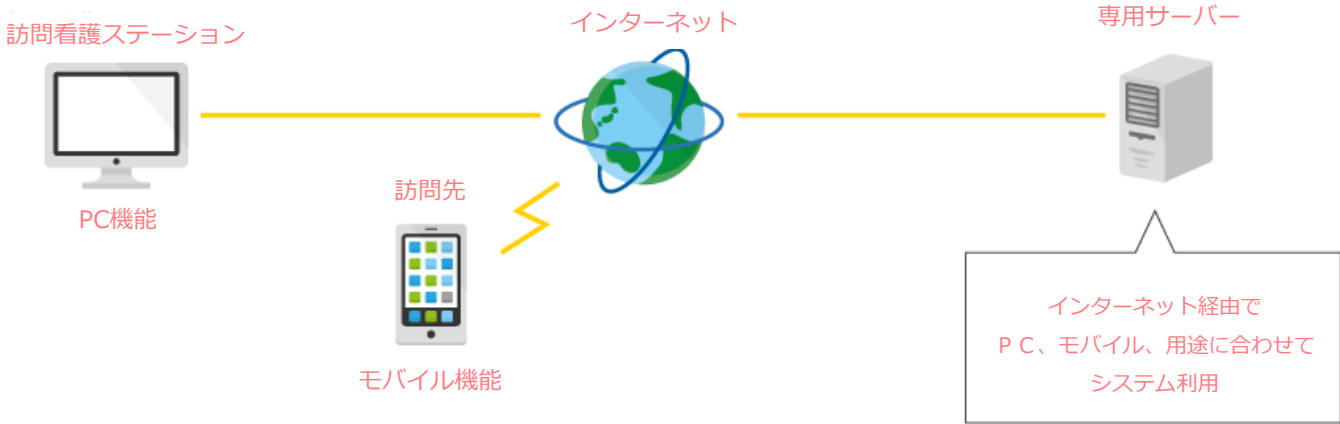 訪問看護ステーション
インターネット
専用サーバー
PC機能
訪問先
モバイル機能
インターネット経由で
ＰＣ、モバイル、用途に合わせて
システム利用